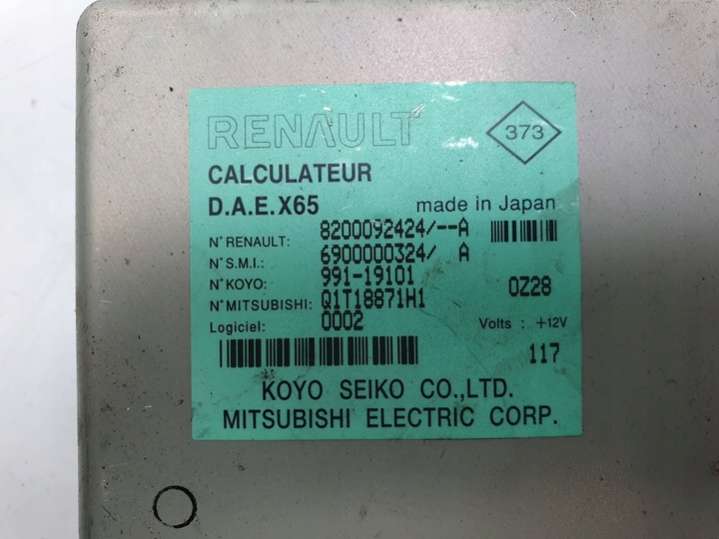 RENAULT
373
CALCULATEUR
D.A.E.X65 made in Japan
N° RENAULT: 8200092424/--A
N° S.M.I.: 6900000324/ A
N° KOYO: 991-19101
N° MITSUBISHI: Q1T18871H1 0Z28
Logiciel: 0002 Volts : +12V
117
KOYO SEIKO CO.,LTD.
MITSUBISHI ELECTRIC CORP.